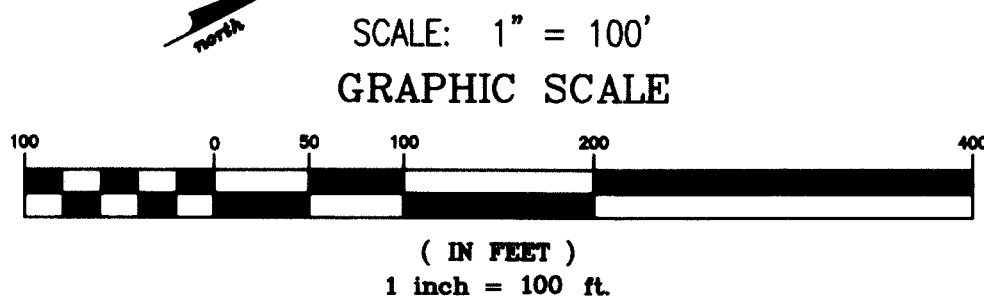 north
SCALE: 1" = 100'
GRAPHIC SCALE
100 0 50 100 200 400
( IN FEET )
1 inch = 100 ft.